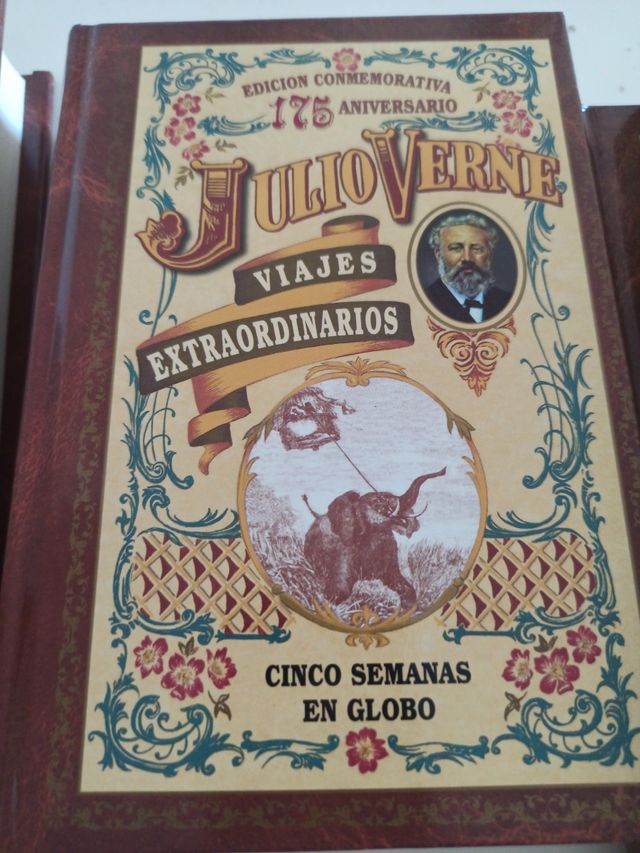 EDICION CONMEMORATIVA
175 ANIVERSARIO
JULIO VERNE
VIAJES
EXTRAORDINARIOS
CINCO SEMANAS
EN GLOBO